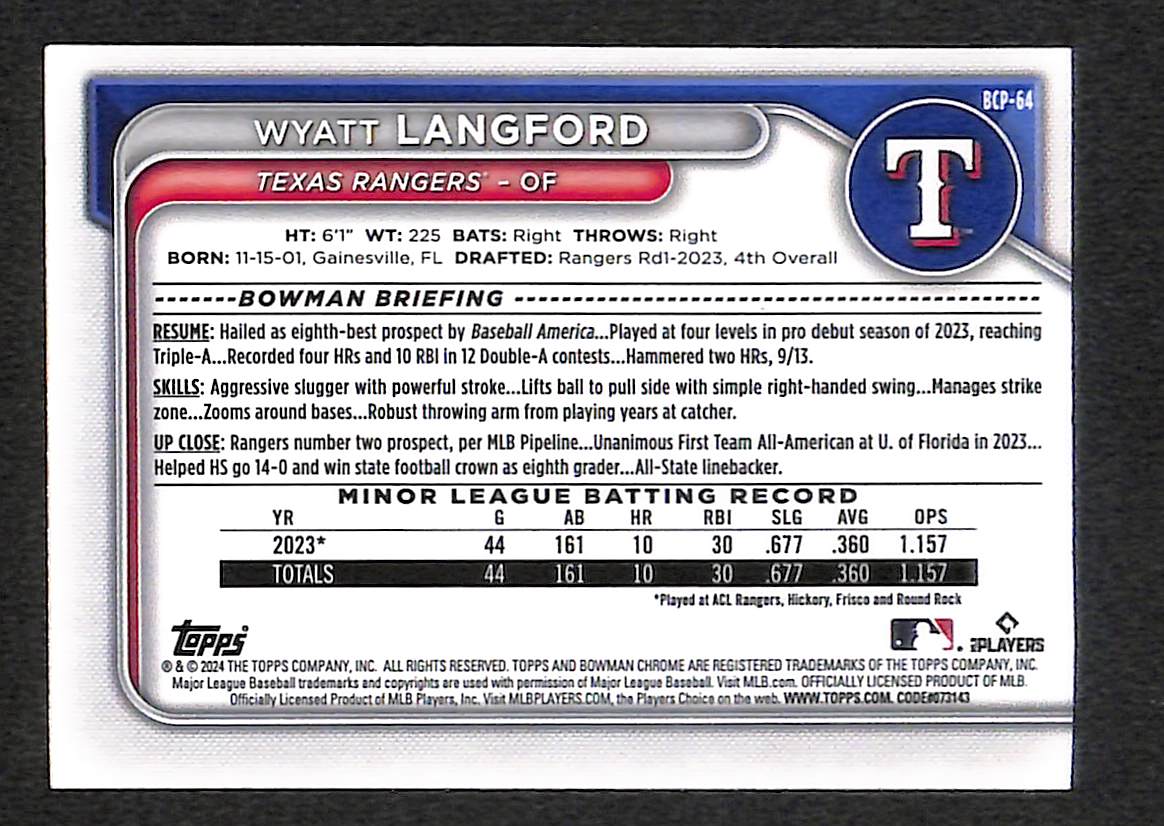 BCP-64
WYATT LANGFORD
TEXAS RANGERS® - OF
T
HT: 6'1" WT: 225 BATS: Right THROWS: Right
BORN: 11-15-01, Gainesville, FL DRAFTED: Rangers Rd1-2023, 4th Overall
-------BOWMAN BRIEFING ------------------------------------------
RESUME: Hailed as eighth-best prospect by Baseball America...Played at four levels in pro debut season of 2023, reaching
Triple-A...Recorded four HRs and 10 RBI in 12 Double-A contests...Hammered two HRs, 9/13.
SKILLS: Aggressive slugger with powerful stroke...Lifts ball to pull side with simple right-handed swing...Manages strike
zone...Zooms around bases...Robust throwing arm from playing years at catcher.
UP CLOSE: Rangers number two prospect, per MLB Pipeline...Unanimous First Team All-American at U. of Florida in 2023...
Helped HS go 14-0 and win state football crown as eighth grader...All-State linebacker.
MINOR LEAGUE BATTING RECORD
YR G AB HR RBI SLG AVG OPS
2023* 44 161 10 30 .677 .360 1.157
TOTALS 44 161 10 30 .677 .360 1.157
*Played at ACL Rangers, Hickory, Frisco and Round Rock
Topps
PLAYERS
® & © 2024 THE TOPPS COMPANY, INC. ALL RIGHTS RESERVED. TOPPS AND BOWMAN CHROME ARE REGISTERED TRADEMARKS OF THE TOPPS COMPANY, INC.
Major League Baseball trademarks and copyrights are used with permission of Major League Baseball. Visit MLB.com. OFFICIALLY LICENSED PRODUCT OF MLB.
Officially Licensed Product of MLB Players, Inc. Visit MLBPLAYERS.COM, the Players Choice on the web. WWW.TOPPS.COM. CODE#073143